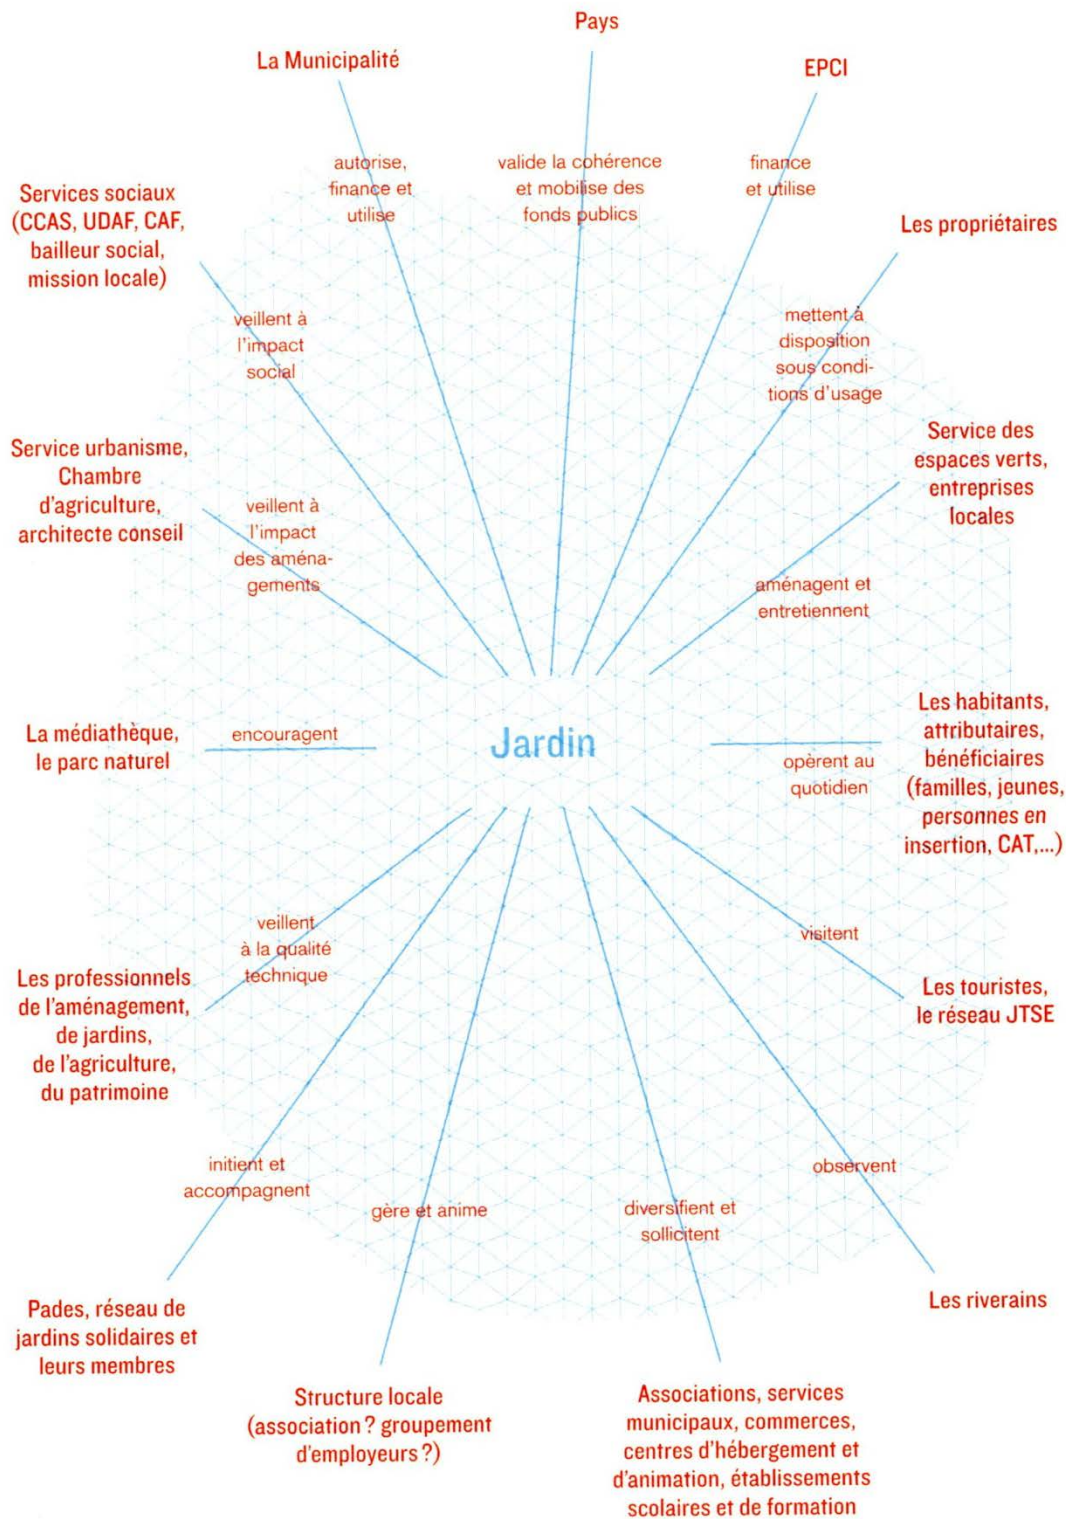 Pays
La Municipalité
EPCI
autorise,
finance et
utilise
valide la cohérence
et mobilise des
fonds publics
finance
et utilise
Services sociaux
(CCAS, UDAF, CAF,
bailleur social,
mission locale)
Les propriétaires
veillent à
l'impact
social
mettent à
disposition
sous condi-
tions d'usage
Service urbanisme,
Chambre
d'agriculture,
architecte conseil
Service des
espaces verts,
entreprises
locales
veillent à
l'impact
des aména-
gements
aménagent et
entretiennent
La médiathèque,
le parc naturel
encouragent
Jardin
opèrent au
quotidien
Les habitants,
attributaires,
bénéficiaires
(familles, jeunes,
personnes en
insertion, CAT,...)
veillent
à la qualité
technique
visitent
Les professionnels
de l'aménagement,
de jardins,
de l'agriculture,
du patrimoine
Les touristes,
le réseau JTSE
initient et
accompagnent
gère et anime
diversifient et
sollicitent
observent
Pades, réseau de
jardins solidaires et
leurs membres
Les riverains
Structure locale
(association ? groupement
d'employeurs ?)
Associations, services
municipaux, commerces,
centres d'hébergement et
d'animation, établissements
scolaires et de formation